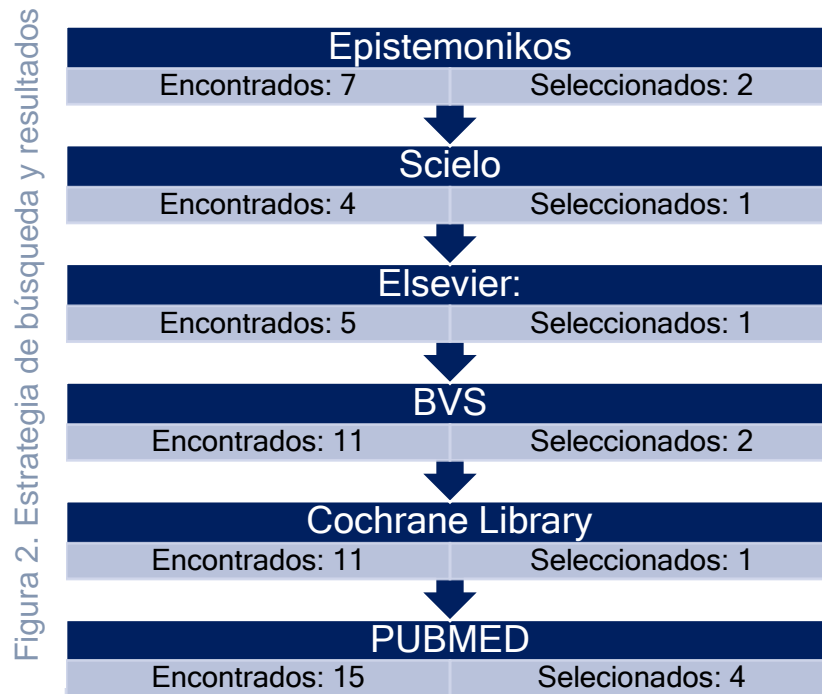 Figura 2. Estrategia de búsqueda y resultados
Epistemonikos
Encontrados: 7 Seleccionados: 2
Scielo
Encontrados: 4 Seleccionados: 1
Elsevier:
Encontrados: 5 Seleccionados: 1
BVS
Encontrados: 11 Seleccionados: 2
Cochrane Library
Encontrados: 11 Seleccionados: 1
PUBMED
Encontrados: 15 Selecionados: 4